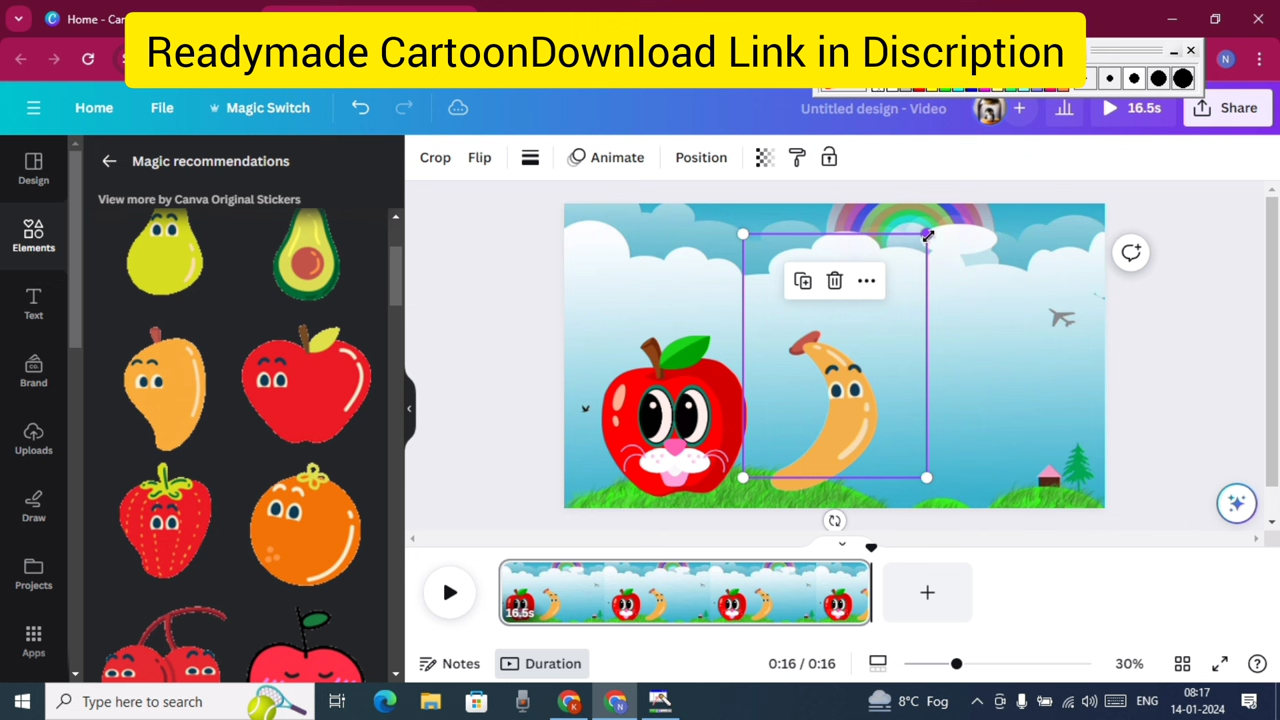 Home - Can
Readymade CartoonDownload Link in Discription
N
Home
File
Magic Switch
Untitled design - Video
16.5s
Share
Design
Elements
Text
Brand
Uploads
Draw
Projects
Apps
Magic recommendations
View more by Canva Original Stickers
Crop
Flip
Animate
Position
16.5s
Notes
Duration
0:16 / 0:16
30%
Type here to search
8°C Fog
ENG
08:17
14-01-2024